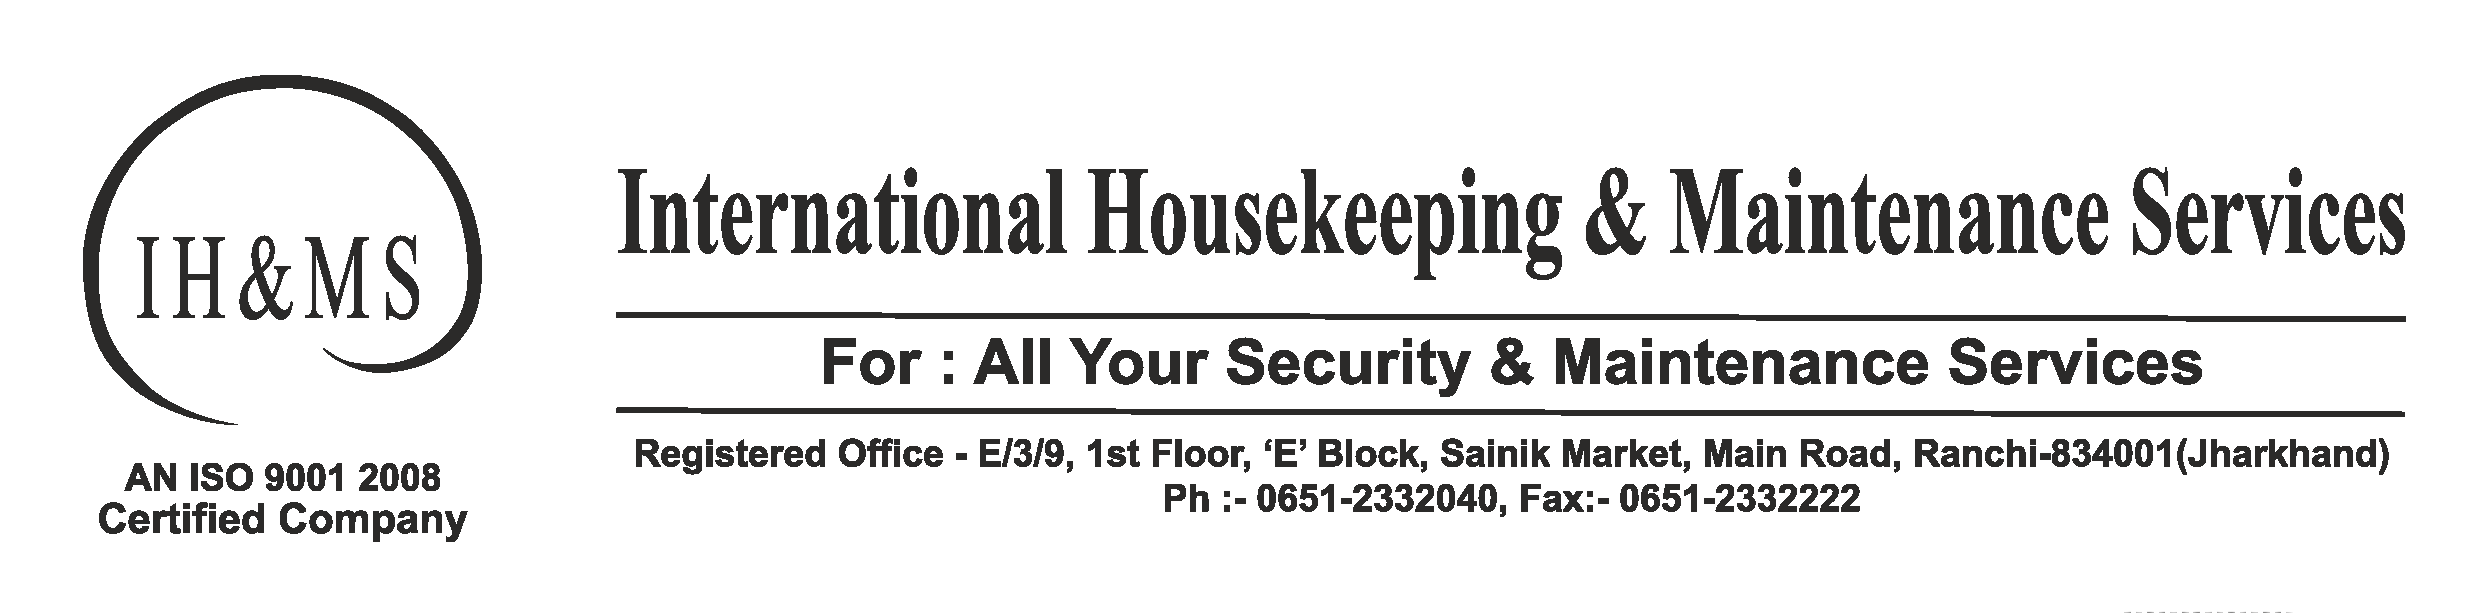 IH&MS
AN ISO 9001 2008
Certified Company
International Housekeeping & Maintenance Services
For : All Your Security & Maintenance Services
Registered Office - E/3/9, 1st Floor, ‘E’ Block, Sainik Market, Main Road, Ranchi-834001(Jharkhand)
Ph :- 0651-2332040, Fax:- 0651-2332222